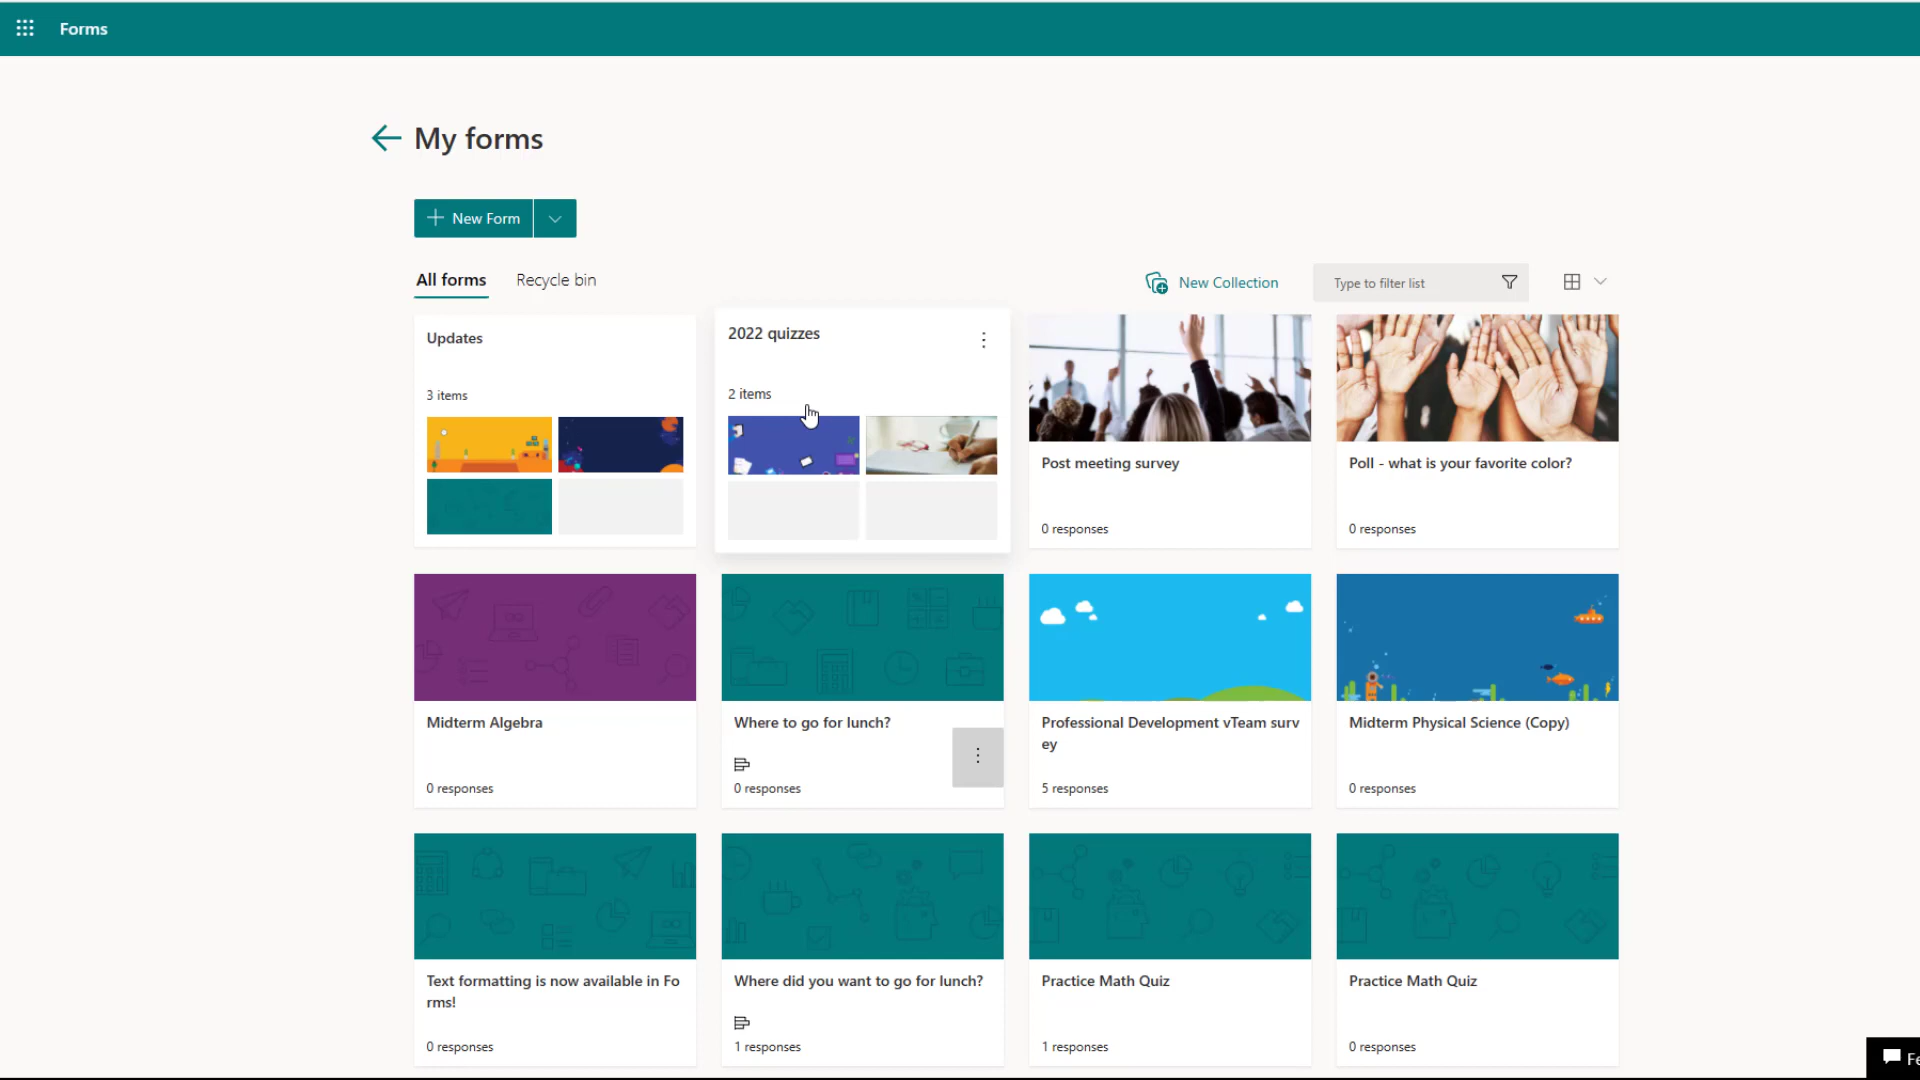 Forms
My forms
New Form
All forms
Recycle bin
New Collection
Type to filter list
Updates
3 items
2022 quizzes
2 items
Post meeting survey
0 responses
Poll - what is your favorite color?
0 responses
Midterm Algebra
0 responses
Where to go for lunch?
0 responses
Professional Development vTeam surv
ey
5 responses
Midterm Physical Science (Copy)
0 responses
Text formatting is now available in Fo
rms!
0 responses
Where did you want to go for lunch?
1 responses
Practice Math Quiz
1 responses
Practice Math Quiz
0 responses
Fe